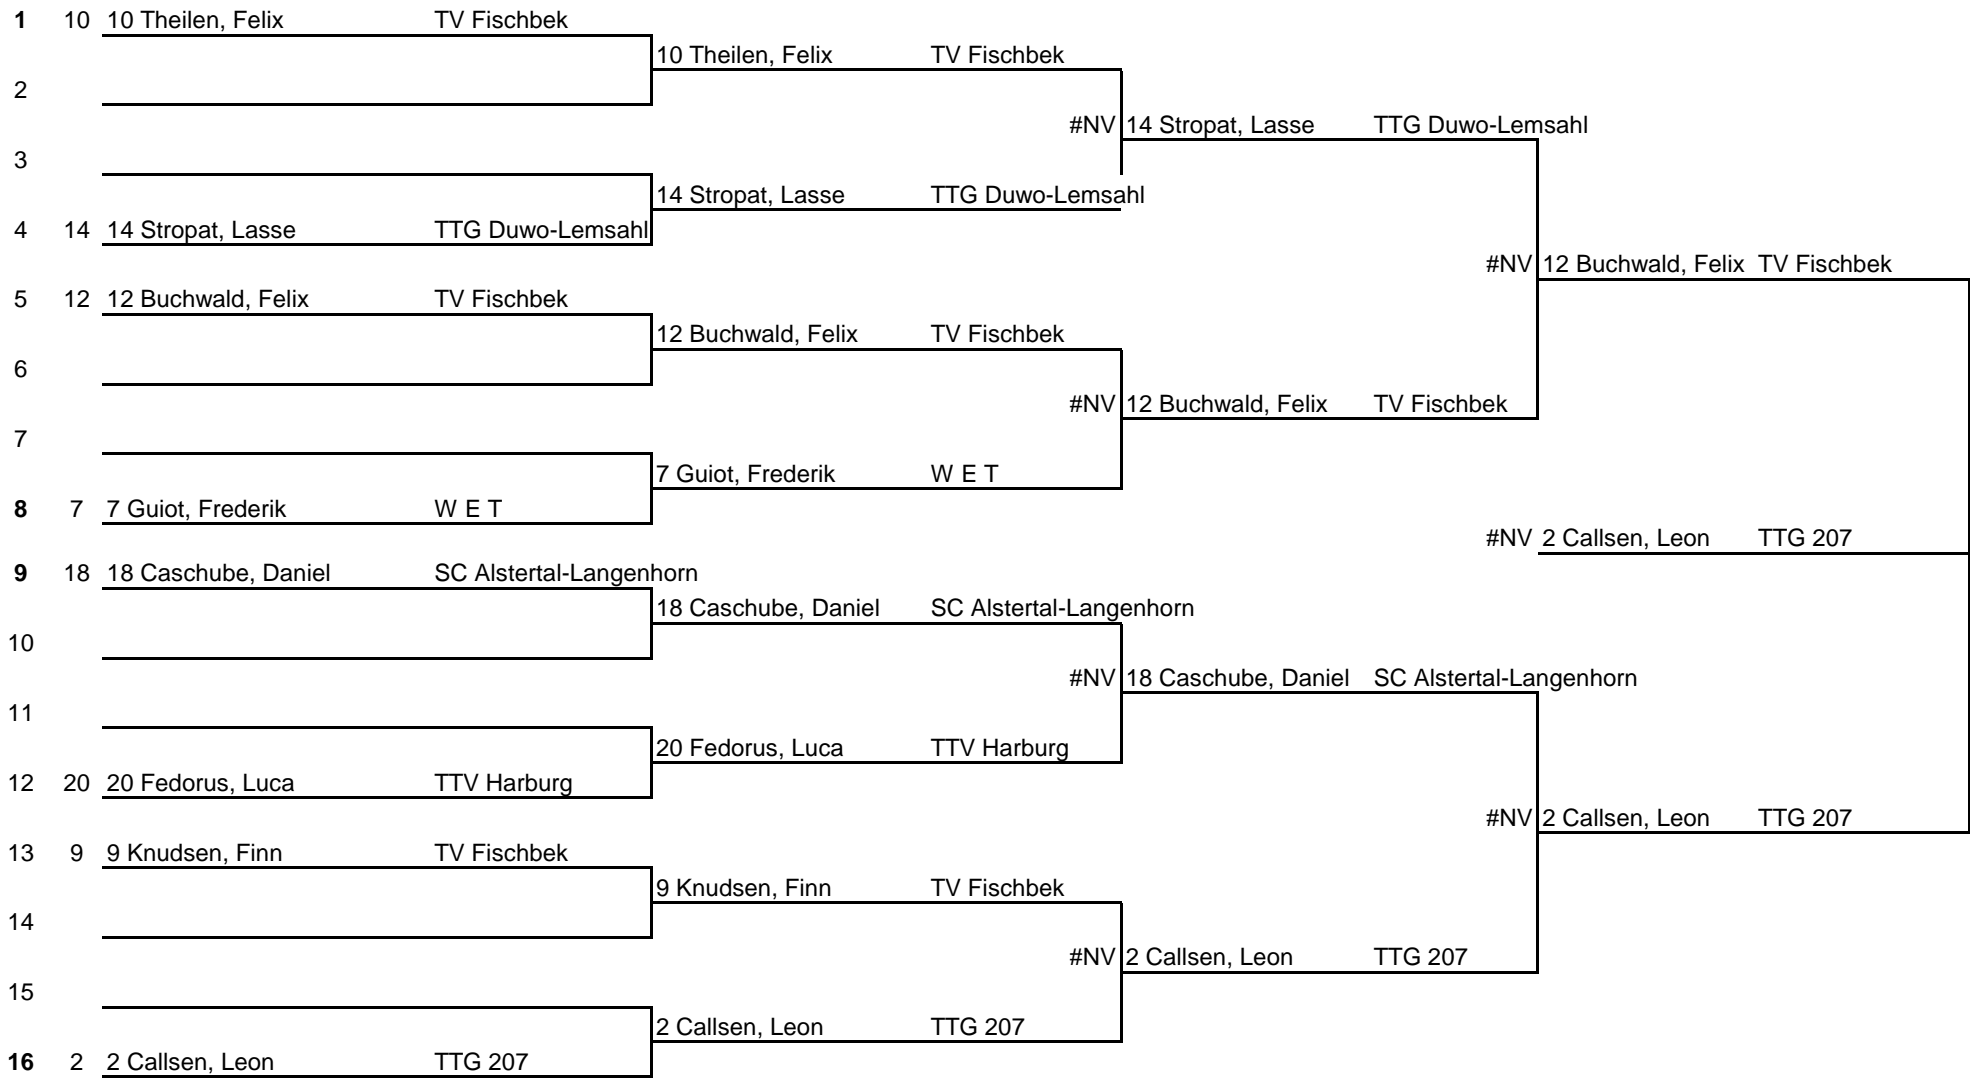 1 10 10 Theilen, Felix TV Fischbek
10 Theilen, Felix TV Fischbek
2
#NV 14 Stropat, Lasse TTG Duwo-Lemsahl
3
14 Stropat, Lasse TTG Duwo-Lemsahl
4 14 14 Stropat, Lasse TTG Duwo-Lemsahl
#NV 12 Buchwald, Felix TV Fischbek
5 12 12 Buchwald, Felix TV Fischbek
12 Buchwald, Felix TV Fischbek
6
#NV 12 Buchwald, Felix TV Fischbek
7
7 Guiot, Frederik W E T
8 7 7 Guiot, Frederik W E T
#NV 2 Callsen, Leon TTG 207
9 18 18 Caschube, Daniel SC Alstertal-Langenhorn
18 Caschube, Daniel SC Alstertal-Langenhorn
10
#NV 18 Caschube, Daniel SC Alstertal-Langenhorn
11
20 Fedorus, Luca TTV Harburg
12 20 20 Fedorus, Luca TTV Harburg
#NV 2 Callsen, Leon TTG 207
13 9 9 Knudsen, Finn TV Fischbek
9 Knudsen, Finn TV Fischbek
14
#NV 2 Callsen, Leon TTG 207
15
2 Callsen, Leon TTG 207
16 2 2 Callsen, Leon TTG 207